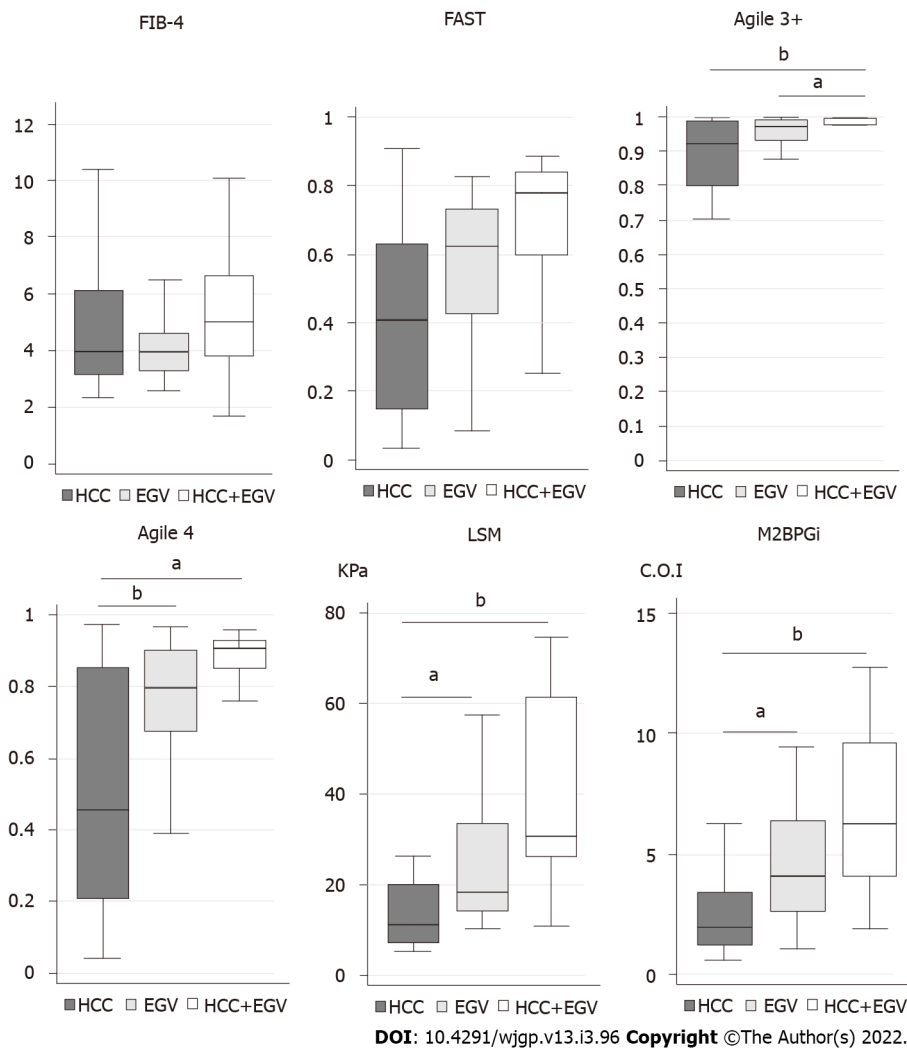 FIB-4
12
10
8
6
4
2
0
HCC EGV HCC+EGV
FAST
1
0.8
0.6
0.4
0.2
0
HCC EGV HCC+EGV
Agile 3+
b
a
1
0.9
0.8
0.7
0.6
0.5
0.4
0.3
0.2
0.1
0
HCC EGV HCC+EGV
Agile 4
a
b
1
0.8
0.6
0.4
0.2
0
HCC EGV HCC+EGV
LSM
KPa
80
60
40
20
0
b
a
HCC EGV HCC+EGV
M2BPGi
C.O.I
15
10
5
0
b
a
HCC EGV HCC+EGV
DOI: 10.4291/wjgp.v13.i3.96 Copyright ©The Author(s) 2022.